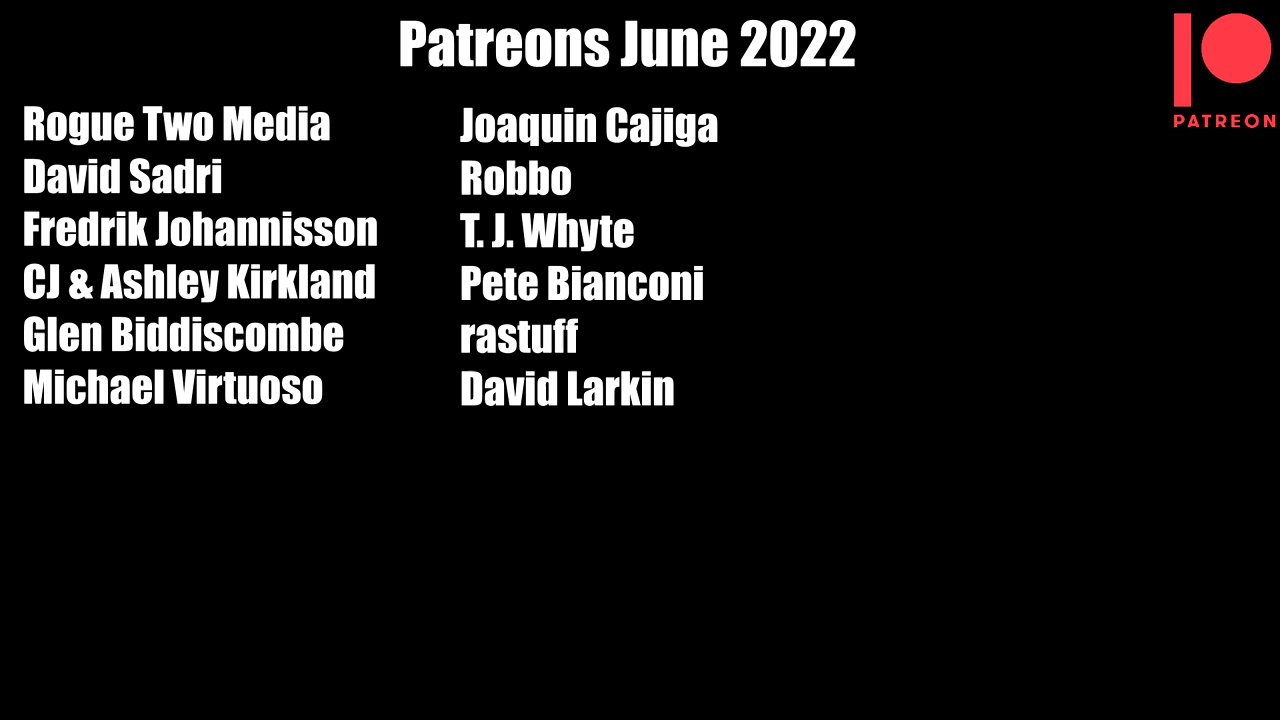 Patreons June 2022
PATREON
Rogue Two Media
David Sadri
Fredrik Johannisson
CJ & Ashley Kirkland
Glen Biddiscombe
Michael Virtuoso
Joaquin Cajiga
Robbo
T. J. Whyte
Pete Bianconi
rastuff
David Larkin